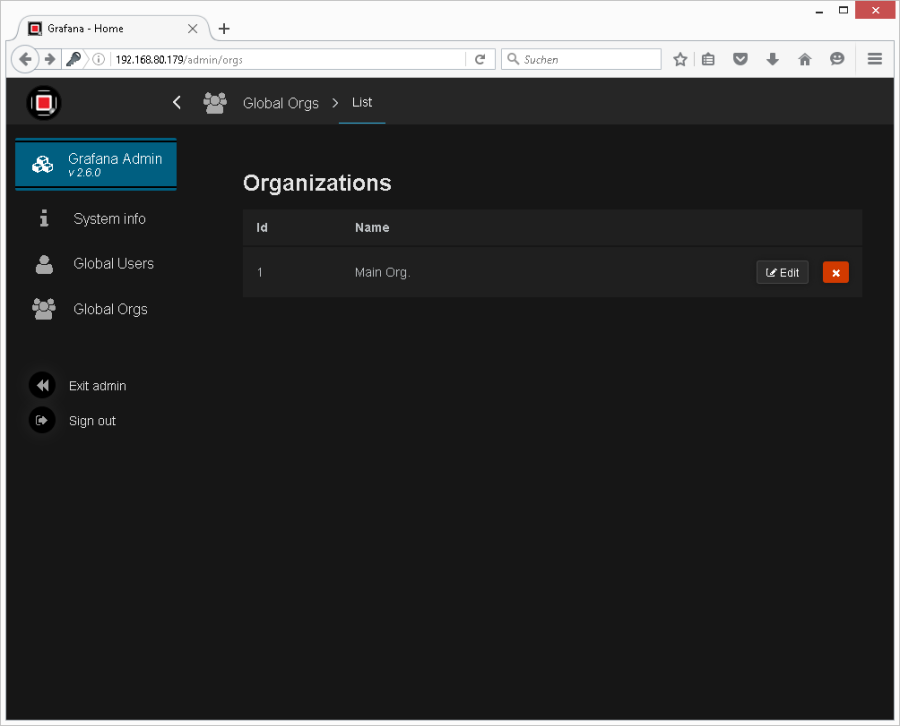 Grafana - Home
192.168.80.179/admin/orgs
Suchen
Global Orgs
List
Grafana Admin
v 2.6.0
System info
Global Users
Global Orgs
Exit admin
Sign out
Organizations
Id Name
1 Main Org. Edit